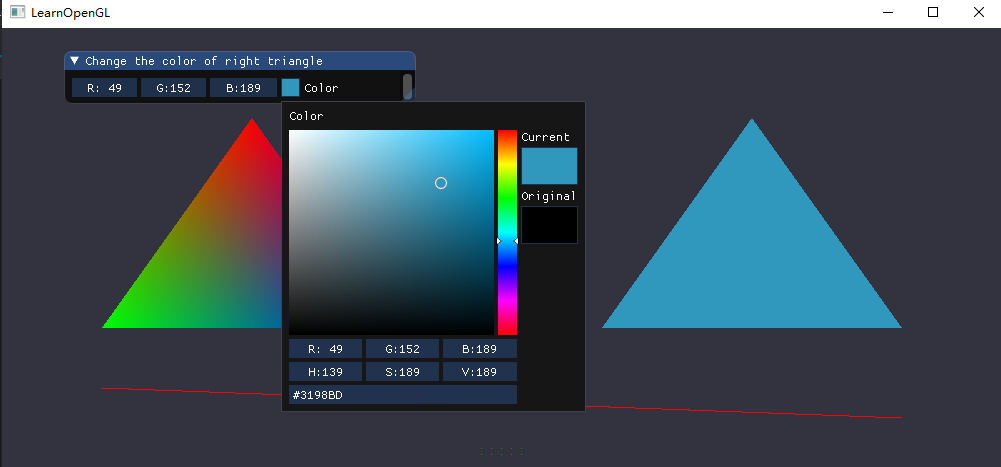 LearnOpenGL
Change the color of right triangle
R: 49 G:152 B:189 Color
Color
Current
Original
R: 49 G:152 B:189
H:139 S:189 V:189
#3198BD